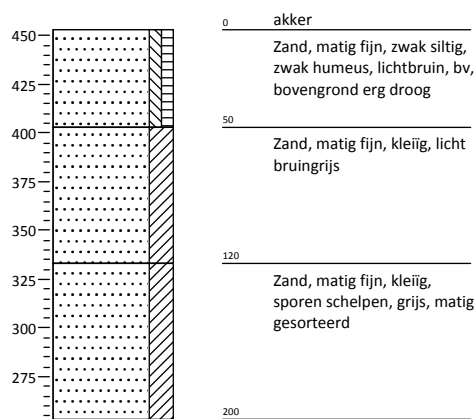 450
425
400
375
350
325
300
275
0
akker
Zand, matig fijn, zwak siltig,
zwak humeus, lichtbruin, bv,
bovengrond erg droog
50
Zand, matig fijn, kleiïg, licht
bruingrijs
120
Zand, matig fijn, kleiïg,
sporen schelpen, grijs, matig
gesorteerd
200